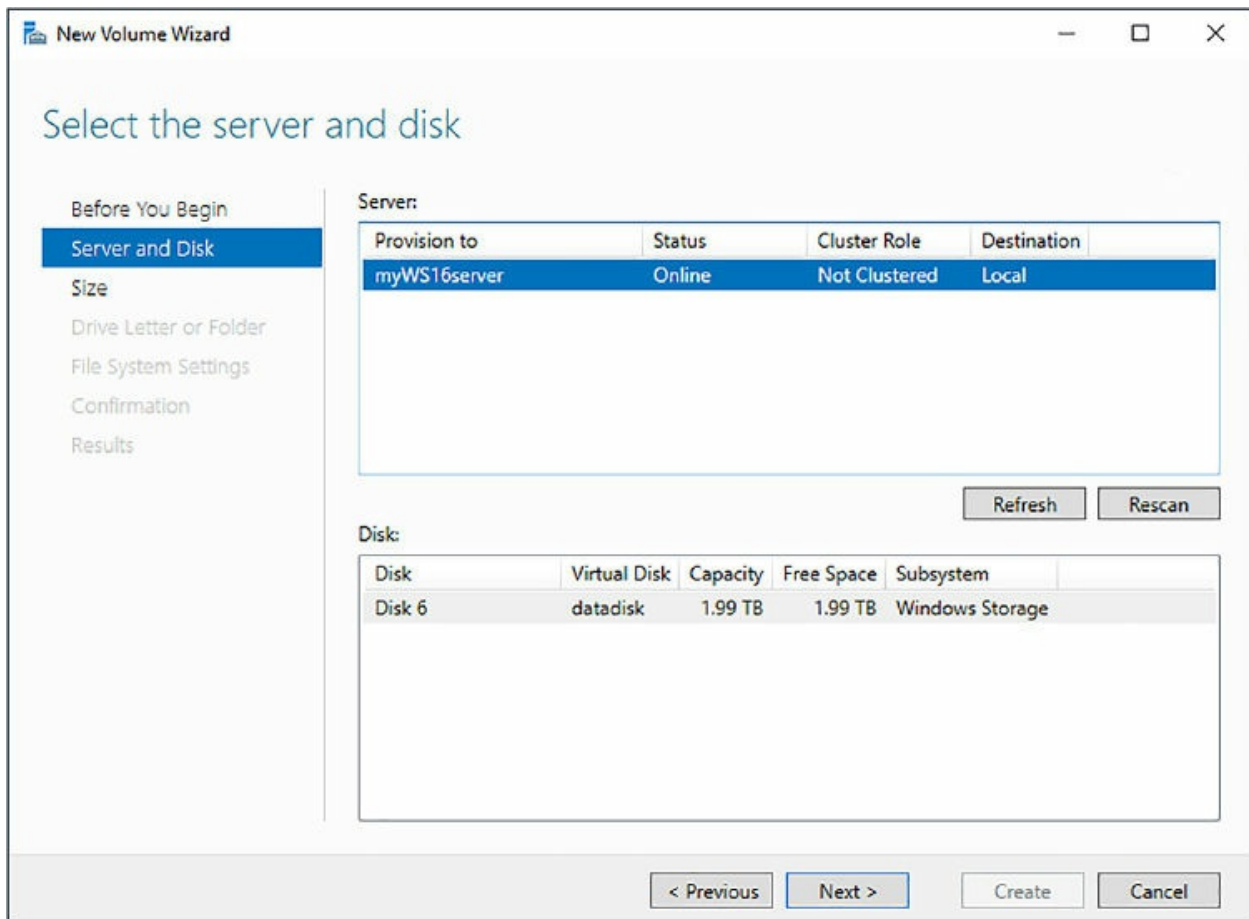 New Volume Wizard
Select the server and disk
Before You Begin
Server and Disk
Size
Drive Letter or Folder
File System Settings
Confirmation
Results
Server:
Provision to Status Cluster Role Destination
myWS16server Online Not Clustered Local
Refresh Rescan
Disk:
Disk Virtual Disk Capacity Free Space Subsystem
Disk 6 datadisk 1.99 TB 1.99 TB Windows Storage
< Previous Next > Create Cancel